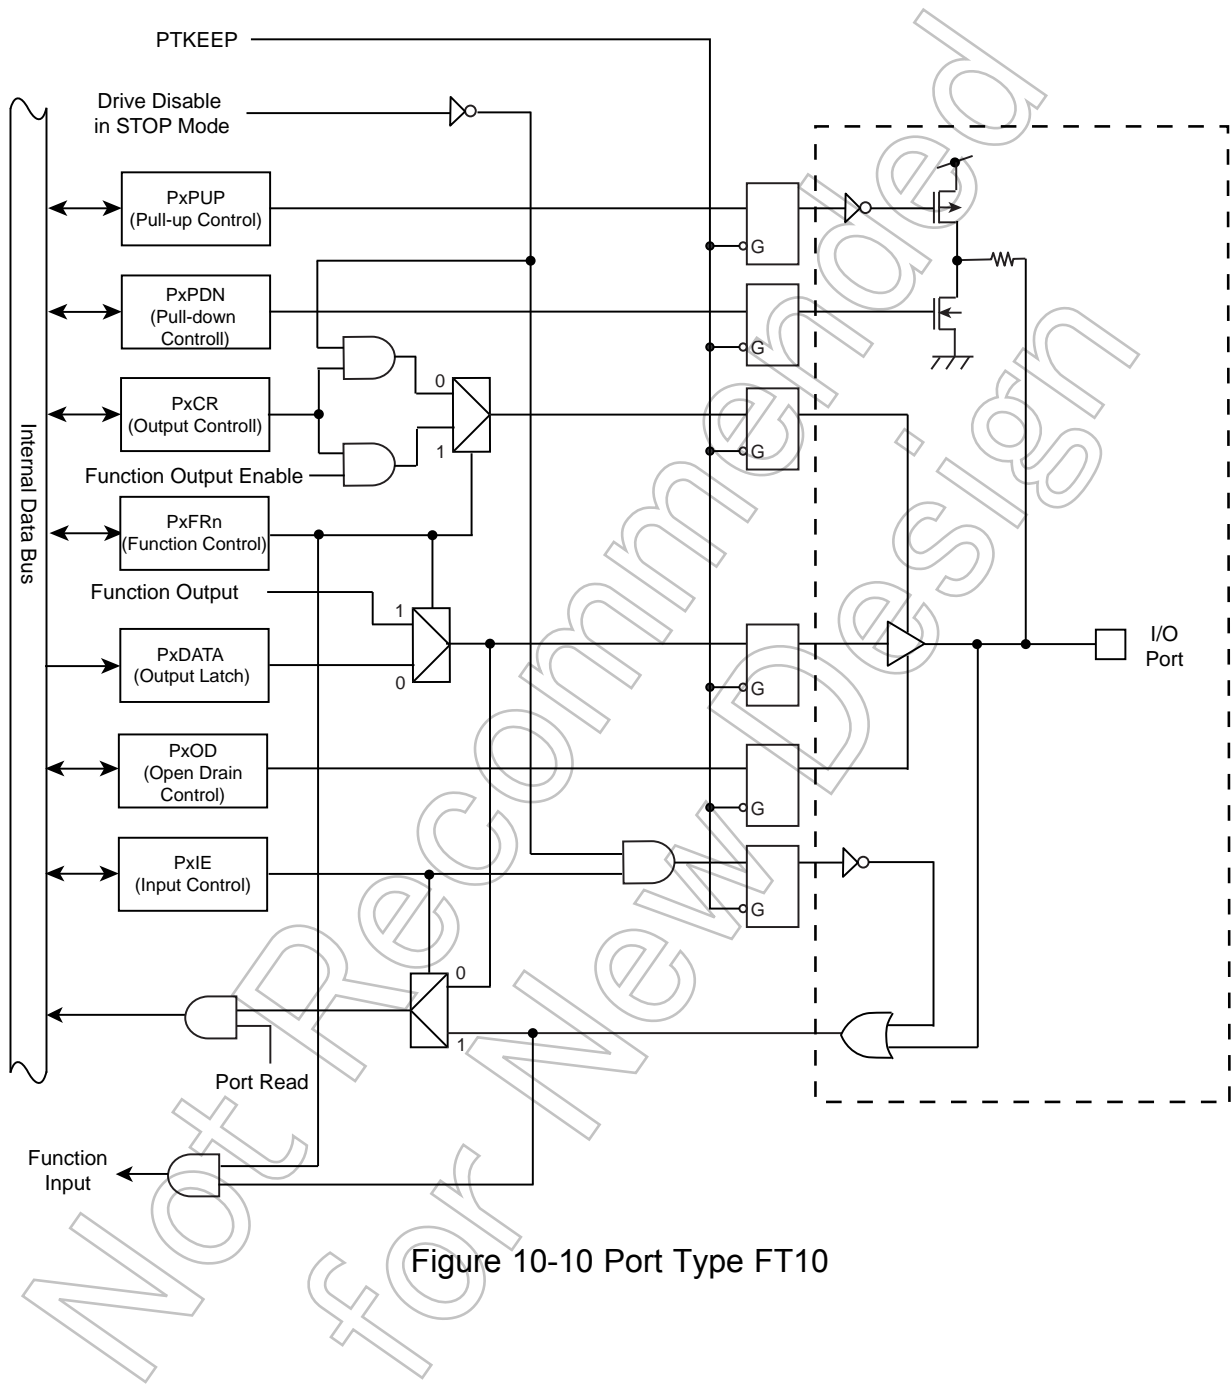 PTKEEP
Drive Disable
in STOP Mode
PxPUP
(Pull-up Control)
G
PxPDN
(Pull-down
Controll)
G
0
PxCR
(Output Controll)
1
G
Function Output Enable
Internal Data Bus
PxFRn
(Function Control)
Function Output
1
PxDATA
(Output Latch)
0
G
I/O
Port
PxOD
(Open Drain
Control)
G
PxIE
(Input Control)
G
0
1
Port Read
Function
Input
Figure 10-10 Port Type FT10
Not Recommended
for New Design